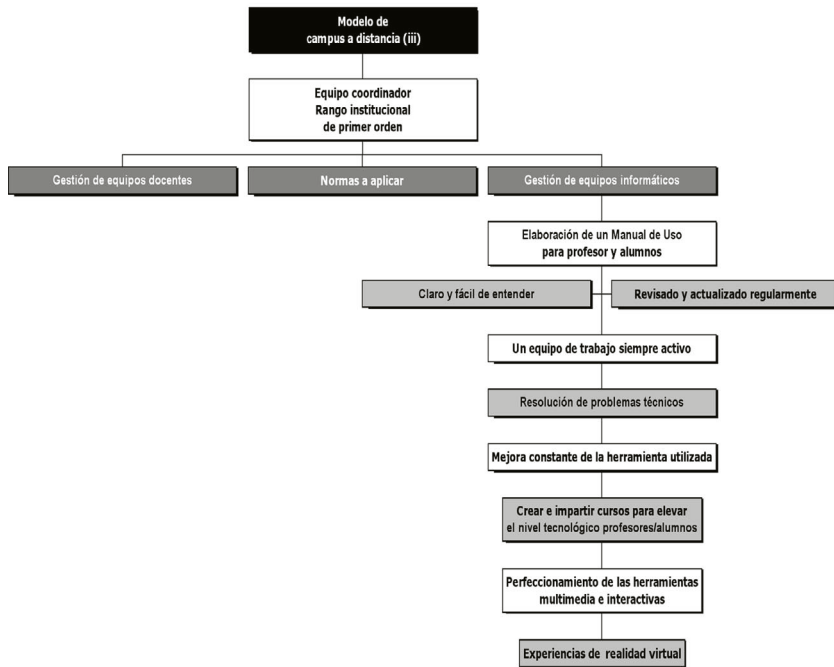 Modelo de
campus a distancia (iii)
Equipo coordinador
Rango institucional
de primer orden
Gestión de equipos docentes
Normas a aplicar
Gestión de equipos informáticos
Elaboración de un Manual de Uso
para profesor y alumnos
Claro y fácil de entender
Revisado y actualizado regularmente
Un equipo de trabajo siempre activo
Resolución de problemas técnicos
Mejora constante de la herramienta utilizada
Crear e impartir cursos para elevar
el nivel tecnológico profesores/alumnos
Perfeccionamiento de las herramientas
multimedia e interactivas
Experiencias de realidad virtual